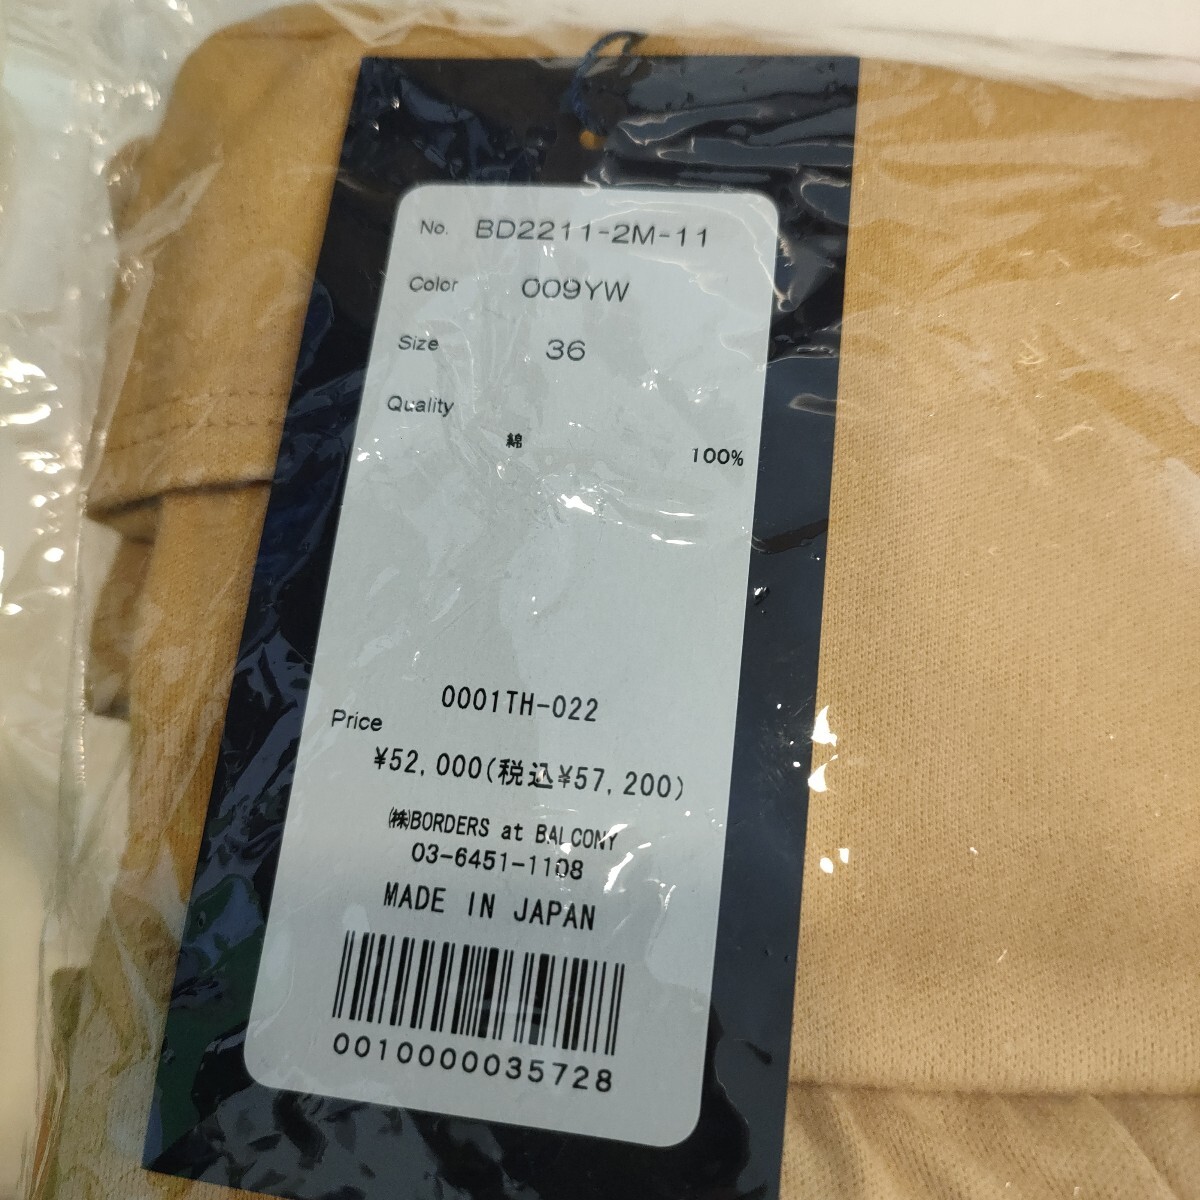 No. BD2211-2M-11
Color 009YW
Size 36
Quality
綿 100%
0001TH-022
Price
¥52,000(税込¥57,200)
㈱BORDERS at BALCONY
03-6451-1108
MADE IN JAPAN
0010000035728